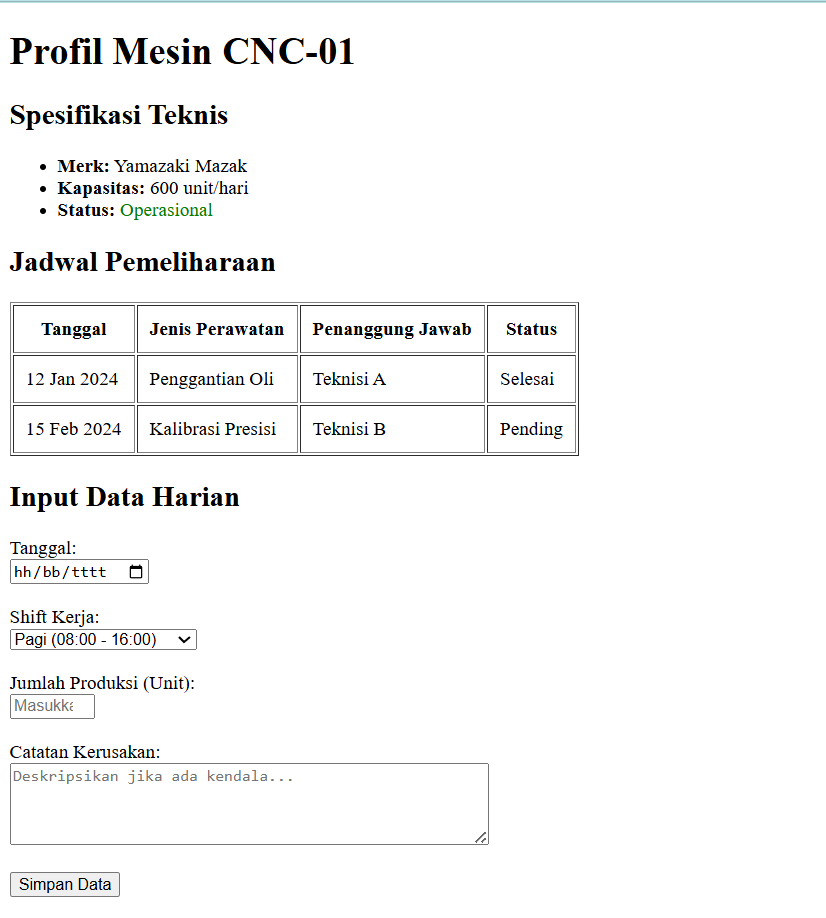 Profil Mesin CNC-01
Spesifikasi Teknis
• Merk: Yamazaki Mazak
• Kapasitas: 600 unit/hari
• Status: Operasional
Jadwal Pemeliharaan
Tanggal Jenis Perawatan Penanggung Jawab Status
12 Jan 2024 Penggantian Oli Teknisi A Selesai
15 Feb 2024 Kalibrasi Presisi Teknisi B Pending
Input Data Harian
Tanggal:
hh/bb/tttt
Shift Kerja:
Pagi (08:00 - 16:00)
Jumlah Produksi (Unit):
Masukk
Catatan Kerusakan:
Deskripsikan jika ada kendala...
Simpan Data